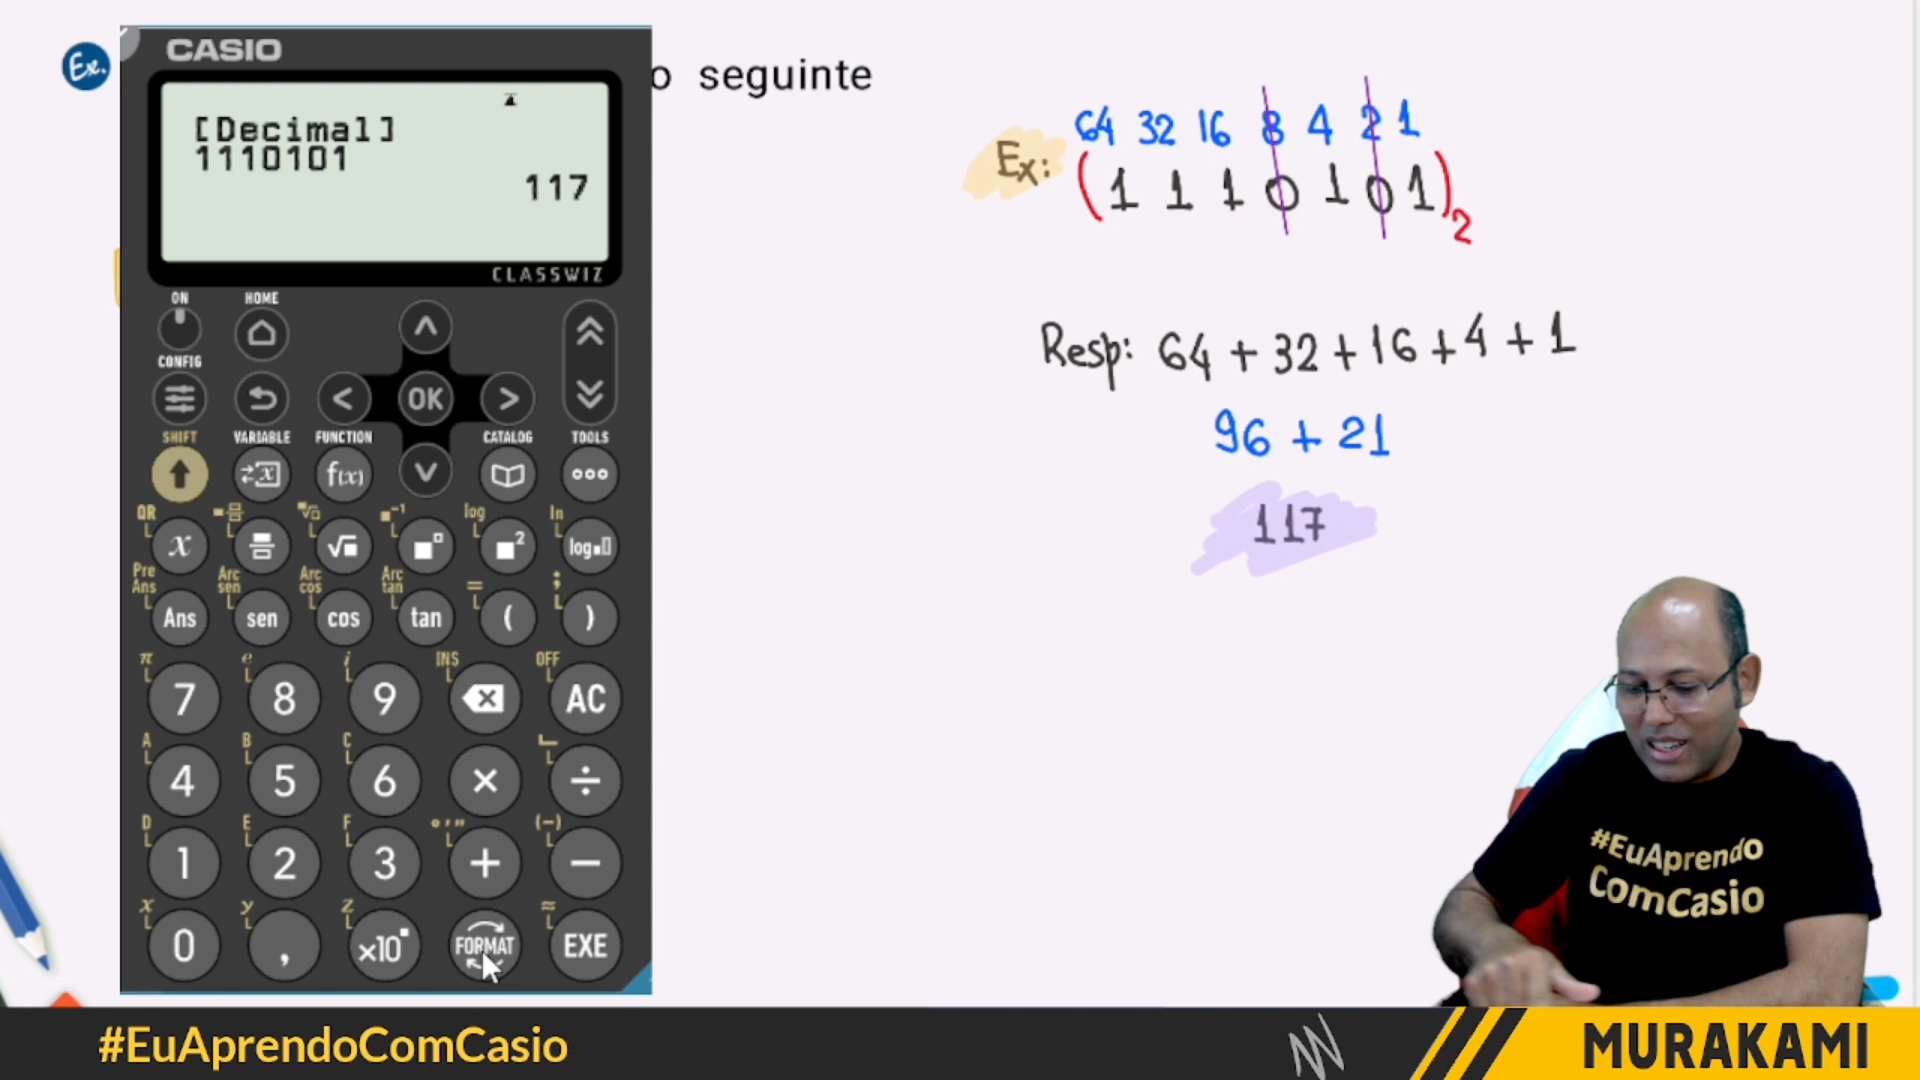 Ex.
o seguinte
CASIO
[Decimal]
1110101
117
CLASSWIZ
ON HOME
CONFIG
OK
SHIFT VARIABLE FUNCTION CATALOG TOOLS
f(x)
QR log ln
x log
Pre Ans Arc sen Arc cos Arc tan = ;
Ans sen cos tan ( )
π e i INS OFF
7 8 9 AC
A B C
4 5 6 × ÷
D E F ° ' " (−)
1 2 3 + −
x y z ≈
0 , ×10 FORMAT EXE
64 32 16 8 4 2 1
Ex: (1 1 1 0 1 0 1)2
Resp: 64 + 32 + 16 + 4 + 1
96 + 21
117
#EuAprendo
ComCasio
#EuAprendoComCasio
MURAKAMI